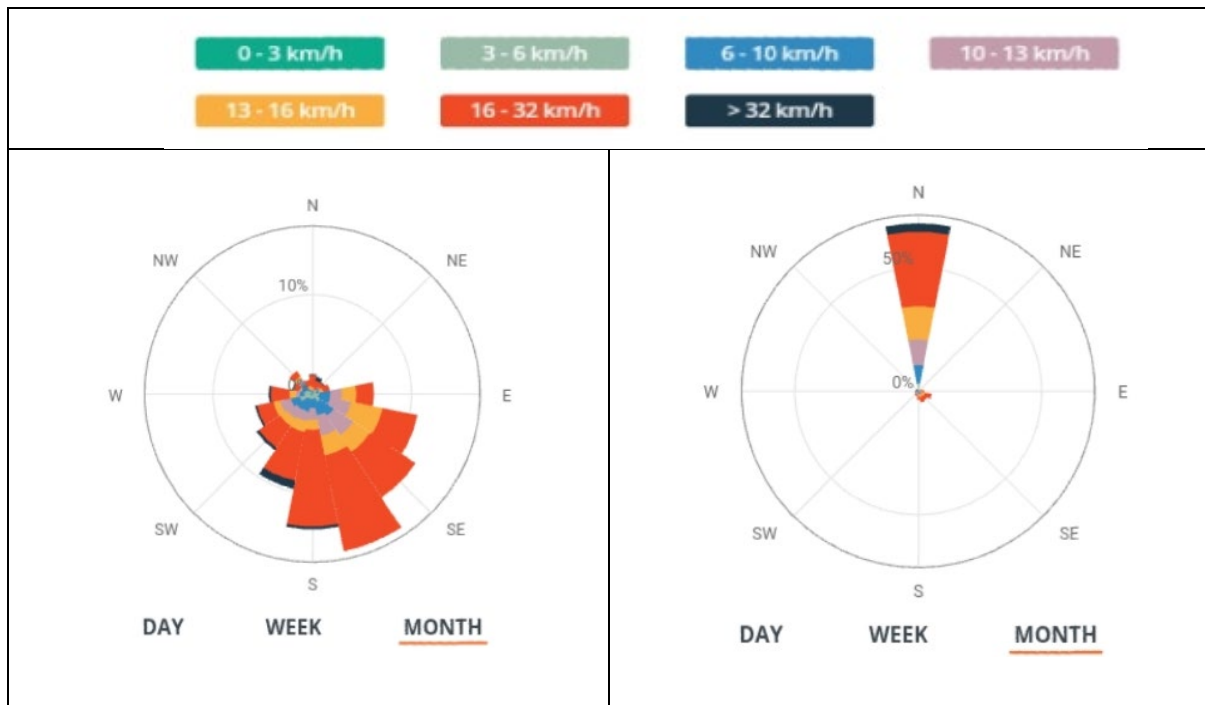 0 - 3 km/h 3 - 6 km/h 6 - 10 km/h 10 - 13 km/h
13 - 16 km/h 16 - 32 km/h > 32 km/h
N
NW NE
10%
W E
SW SE
S
DAY WEEK MONTH
N
NW NE
50%
0%
W E
SW SE
S
DAY WEEK MONTH